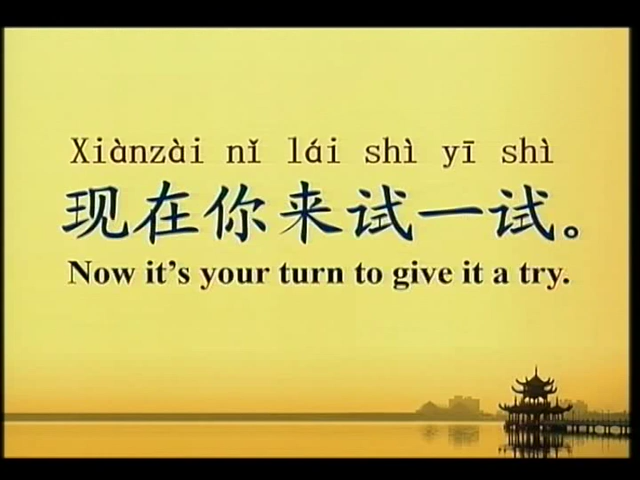 Xiànzài nǐ lái shì yī shì
现在你来试一试。
Now it's your turn to give it a try.